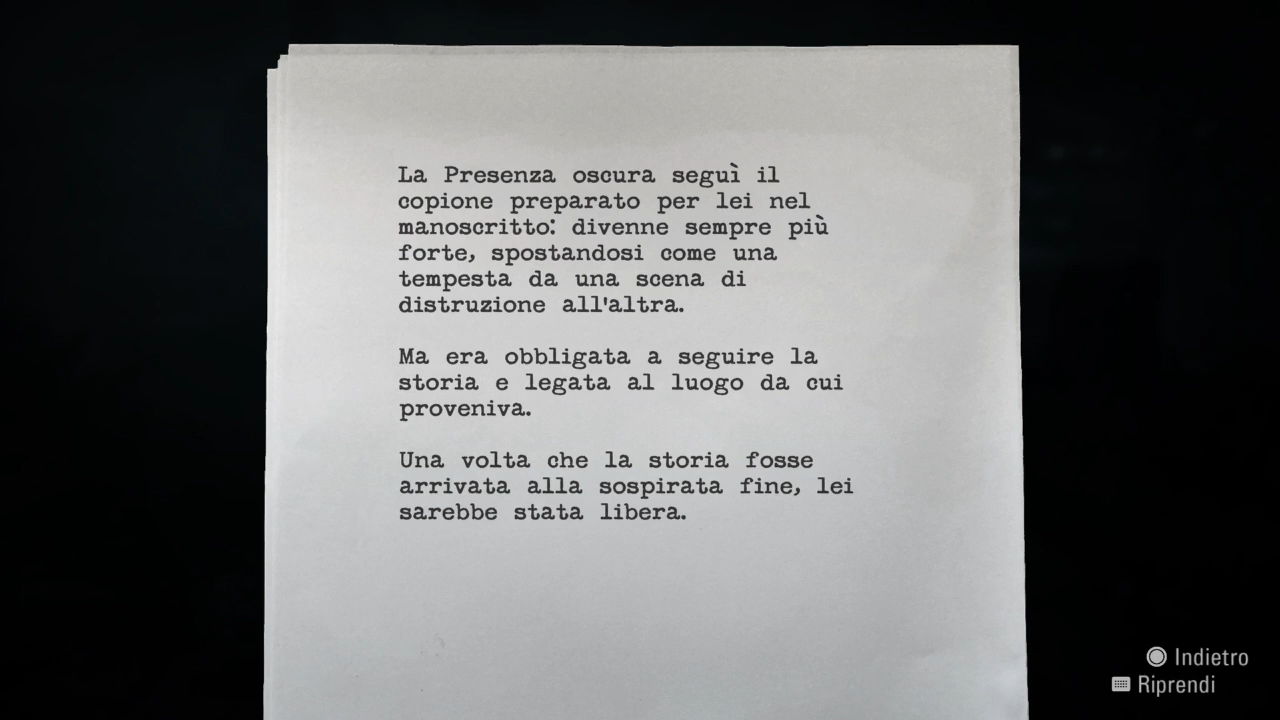 La Presenza oscura seguì il
copione preparato per lei nel
manoscritto: divenne sempre più
forte, spostandosi come una
tempesta da una scena di
distruzione all'altra.
Ma era obbligata a seguire la
storia e legata al luogo da cui
proveniva.
Una volta che la storia fosse
arrivata alla sospirata fine, lei
sarebbe stata libera.
Indietro
Riprendi